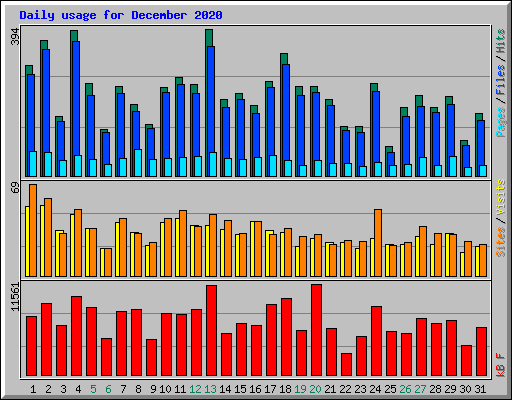 Daily usage for December 2020
394
Pages/Files/Hits
69
Sites/Visits
11561
kB F
1 2 3 4 5 6 7 8 9 10 11 12 13 14 15 16 17 18 19 20 21 22 23 24 25 26 27 28 29 30 31